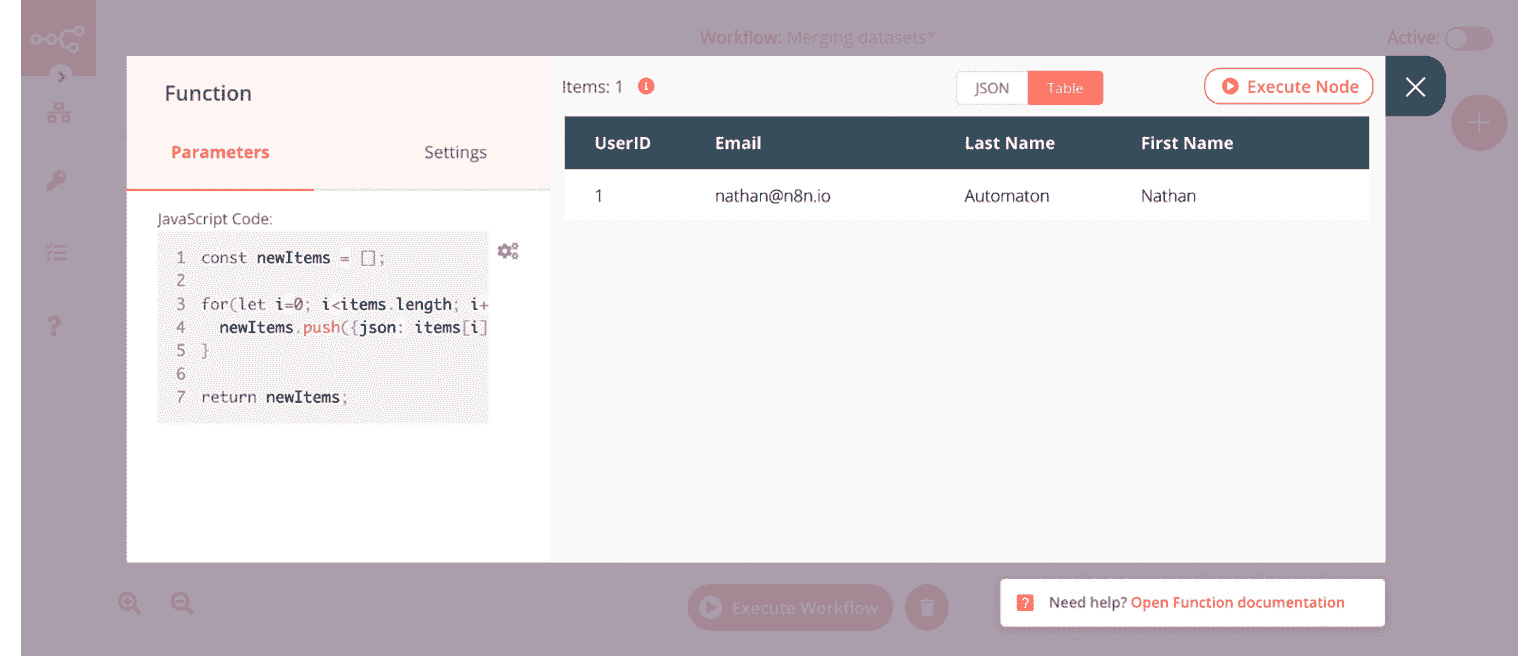 Workflow: Merging datasets*
Active:
Function
Parameters
Settings
JavaScript Code:
1 const newItems = [];
2
3 for(let i=0; i<items.length; i+
4 newItems.push({json: items[i]
5 }
6
7 return newItems;
Items: 1
JSON
Table
Execute Node
UserID Email Last Name First Name
1 nathan@n8n.io Automaton Nathan
Execute Workflow
Need help? Open Function documentation